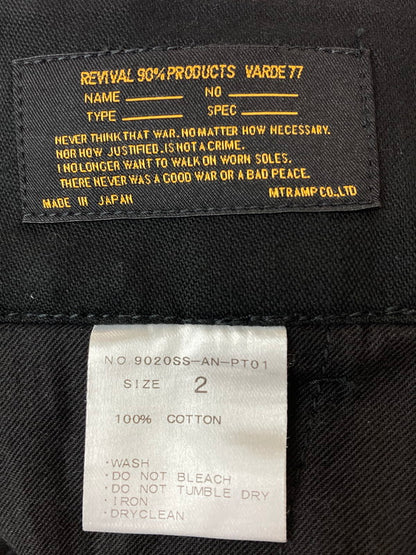 REVIVAL 90% PRODUCTS VARDE 77
NAME NO
TYPE SPEC
NEVER THINK THAT WAR. NO MATTER HOW NECESSARY.
NOR HOW JUSTIFIED. IS NOT A CRIME.
I NO LONGER WANT TO WALK ON WORN SOLES.
THERE NEVER WAS A GOOD WAR OR A BAD PEACE.
MADE IN JAPAN MTRAMP CO.,LTD
NO.9020SS-AN-PT01
SIZE 2
100% COTTON
·WASH
·DO NOT BLEACH
·DO NOT TUMBLE DRY
·IRON
·DRYCLEAN